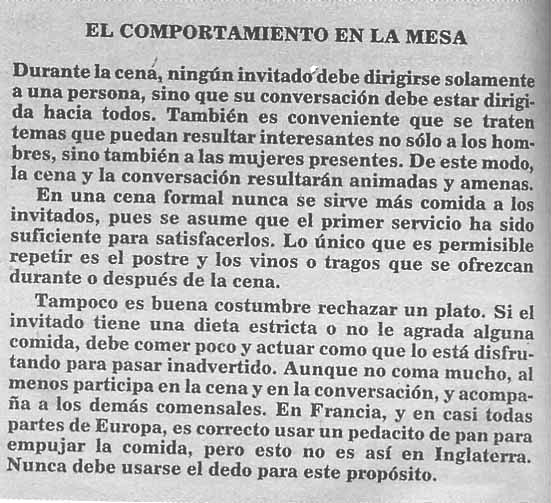 EL COMPORTAMIENTO EN LA MESA
Durante la cena, ningún invitado debe dirigirse solamente
a una persona, sino que su conversación debe estar dirigi-
da hacia todos. También es conveniente que se traten
temas que puedan resultar interesantes no sólo a los hom-
bres, sino también a las mujeres presentes. De este modo,
la cena y la conversación resultarán animadas y amenas.
En una cena formal nunca se sirve más comida a los
invitados, pues se asume que el primer servicio ha sido
suficiente para satisfacerlos. Lo único que es permisible
repetir es el postre y los vinos o tragos que se ofrezcan
durante o después de la cena.
Tampoco es buena costumbre rechazar un plato. Si el
invitado tiene una dieta estricta o no le agrada alguna
comida, debe comer poco y actuar como que lo está disfru-
tando para pasar inadvertido. Aunque no coma mucho, al
menos participa en la cena y en la conversación, y acompa-
ña a los demás comensales. En Francia, y en casi todas
partes de Europa, es correcto usar un pedacito de pan para
empujar la comida, pero esto no es así en Inglaterra.
Nunca debe usarse el dedo para este propósito.